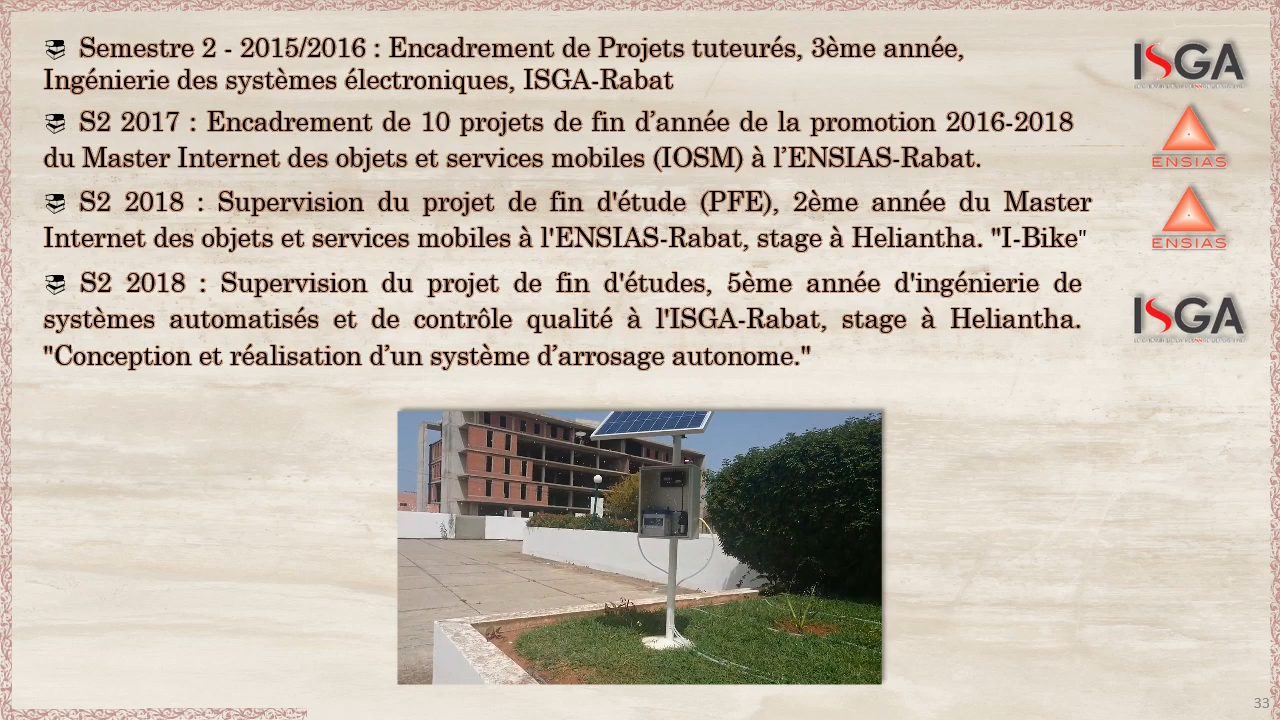 Semestre 2 - 2015/2016 : Encadrement de Projets tuteurés, 3ème année,
Ingénierie des systèmes électroniques, ISGA-Rabat
S2 2017 : Encadrement de 10 projets de fin d’année de la promotion 2016-2018
du Master Internet des objets et services mobiles (IOSM) à l’ENSIAS-Rabat.
S2 2018 : Supervision du projet de fin d'étude (PFE), 2ème année du Master
Internet des objets et services mobiles à l'ENSIAS-Rabat, stage à Heliantha. "I-Bike"
S2 2018 : Supervision du projet de fin d'études, 5ème année d'ingénierie de
systèmes automatisés et de contrôle qualité à l'ISGA-Rabat, stage à Heliantha.
"Conception et réalisation d’un système d’arrosage autonome."
ISGA
ENSIAS
ENSIAS
ISGA
33